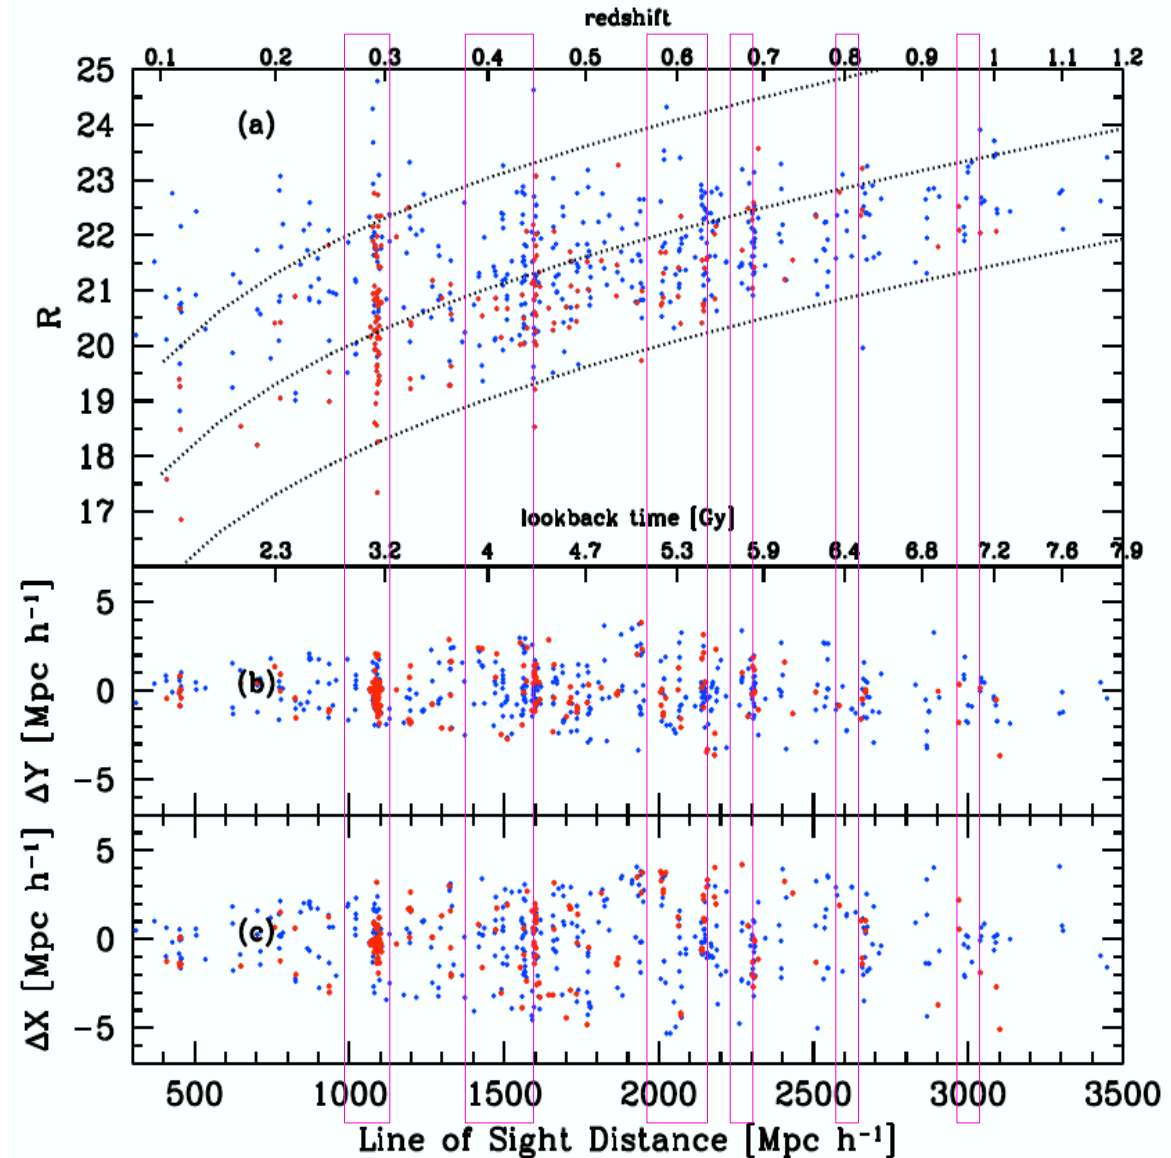 redshift
0.1 0.2 0.3 0.4 0.5 0.6 0.7 0.8 0.9 1 1.1 1.2
25
(a)
24
23
22
21
R
20
19
18
17
lookback time [Gy]
2.3 3.2 4 4.7 5.3 5.9 6.4 6.8 7.2 7.6 7.9
5
(b)
0
−5
ΔY [Mpc h⁻¹]
5
(c)
0
−5
ΔX [Mpc h⁻¹]
500 1000 1500 2000 2500 3000 3500
Line of Sight Distance [Mpc h⁻¹]